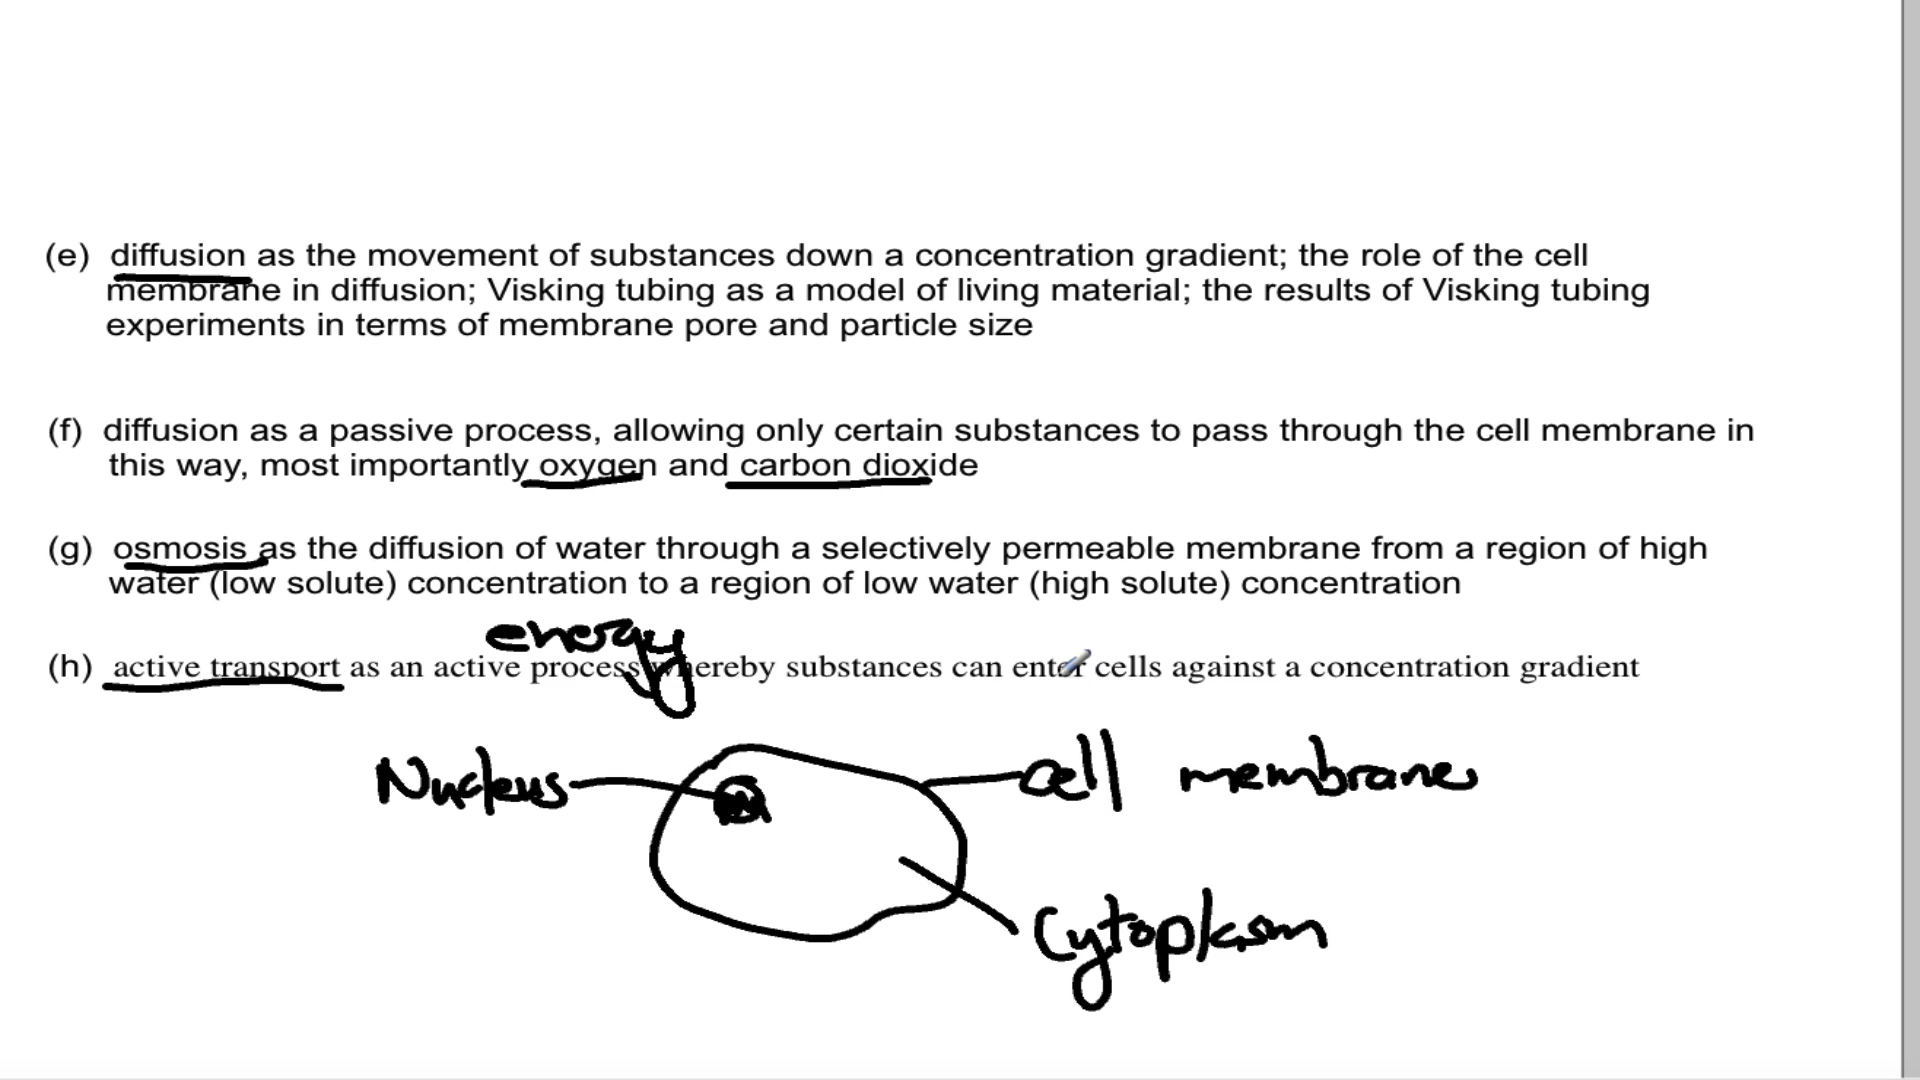 (e) diffusion as the movement of substances down a concentration gradient; the role of the cell
membrane in diffusion; Visking tubing as a model of living material; the results of Visking tubing
experiments in terms of membrane pore and particle size
(f) diffusion as a passive process, allowing only certain substances to pass through the cell membrane in
this way, most importantly oxygen and carbon dioxide
(g) osmosis as the diffusion of water through a selectively permeable membrane from a region of high
water (low solute) concentration to a region of low water (high solute) concentration
energy
(h) active transport as an active process whereby substances can enter cells against a concentration gradient
Nucleus
cell membrane
Cytoplasm